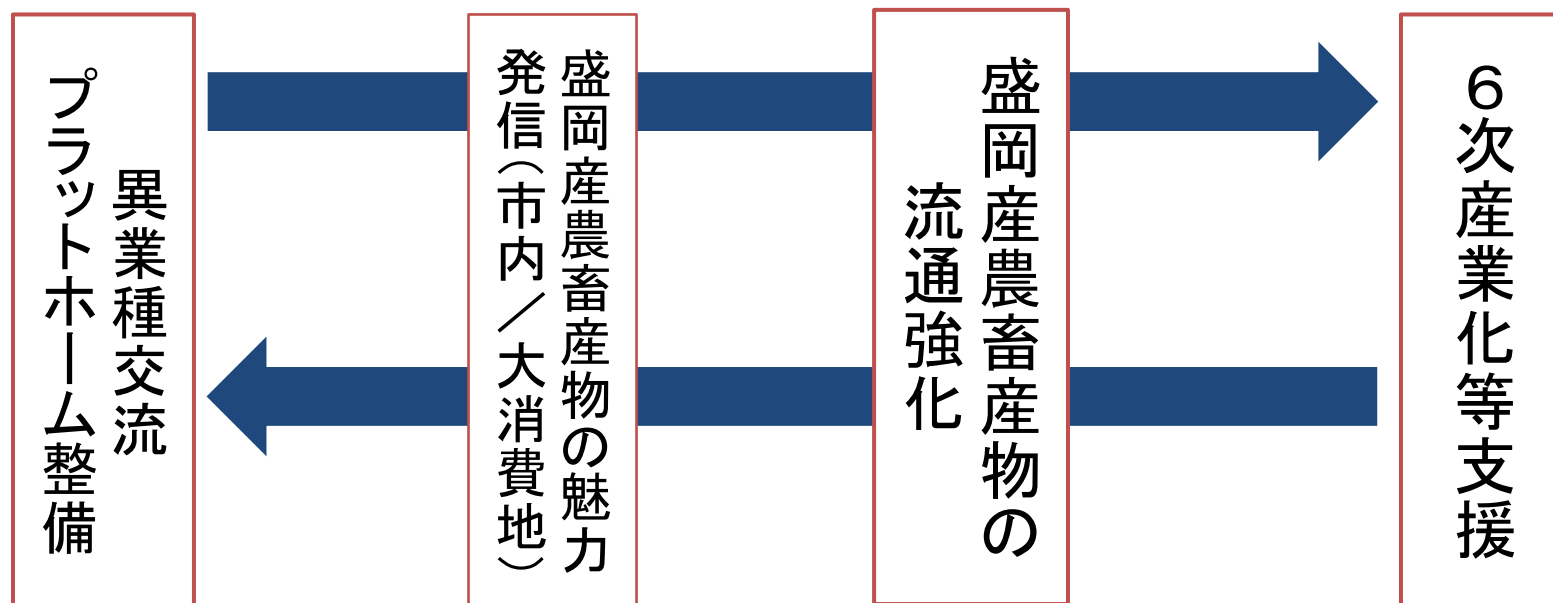 異業種交流
プラットホーム整備
盛岡産農畜産物の魅力
発信（市内／大消費地）
盛岡産農畜産物の
流通強化
６次産業化等支援